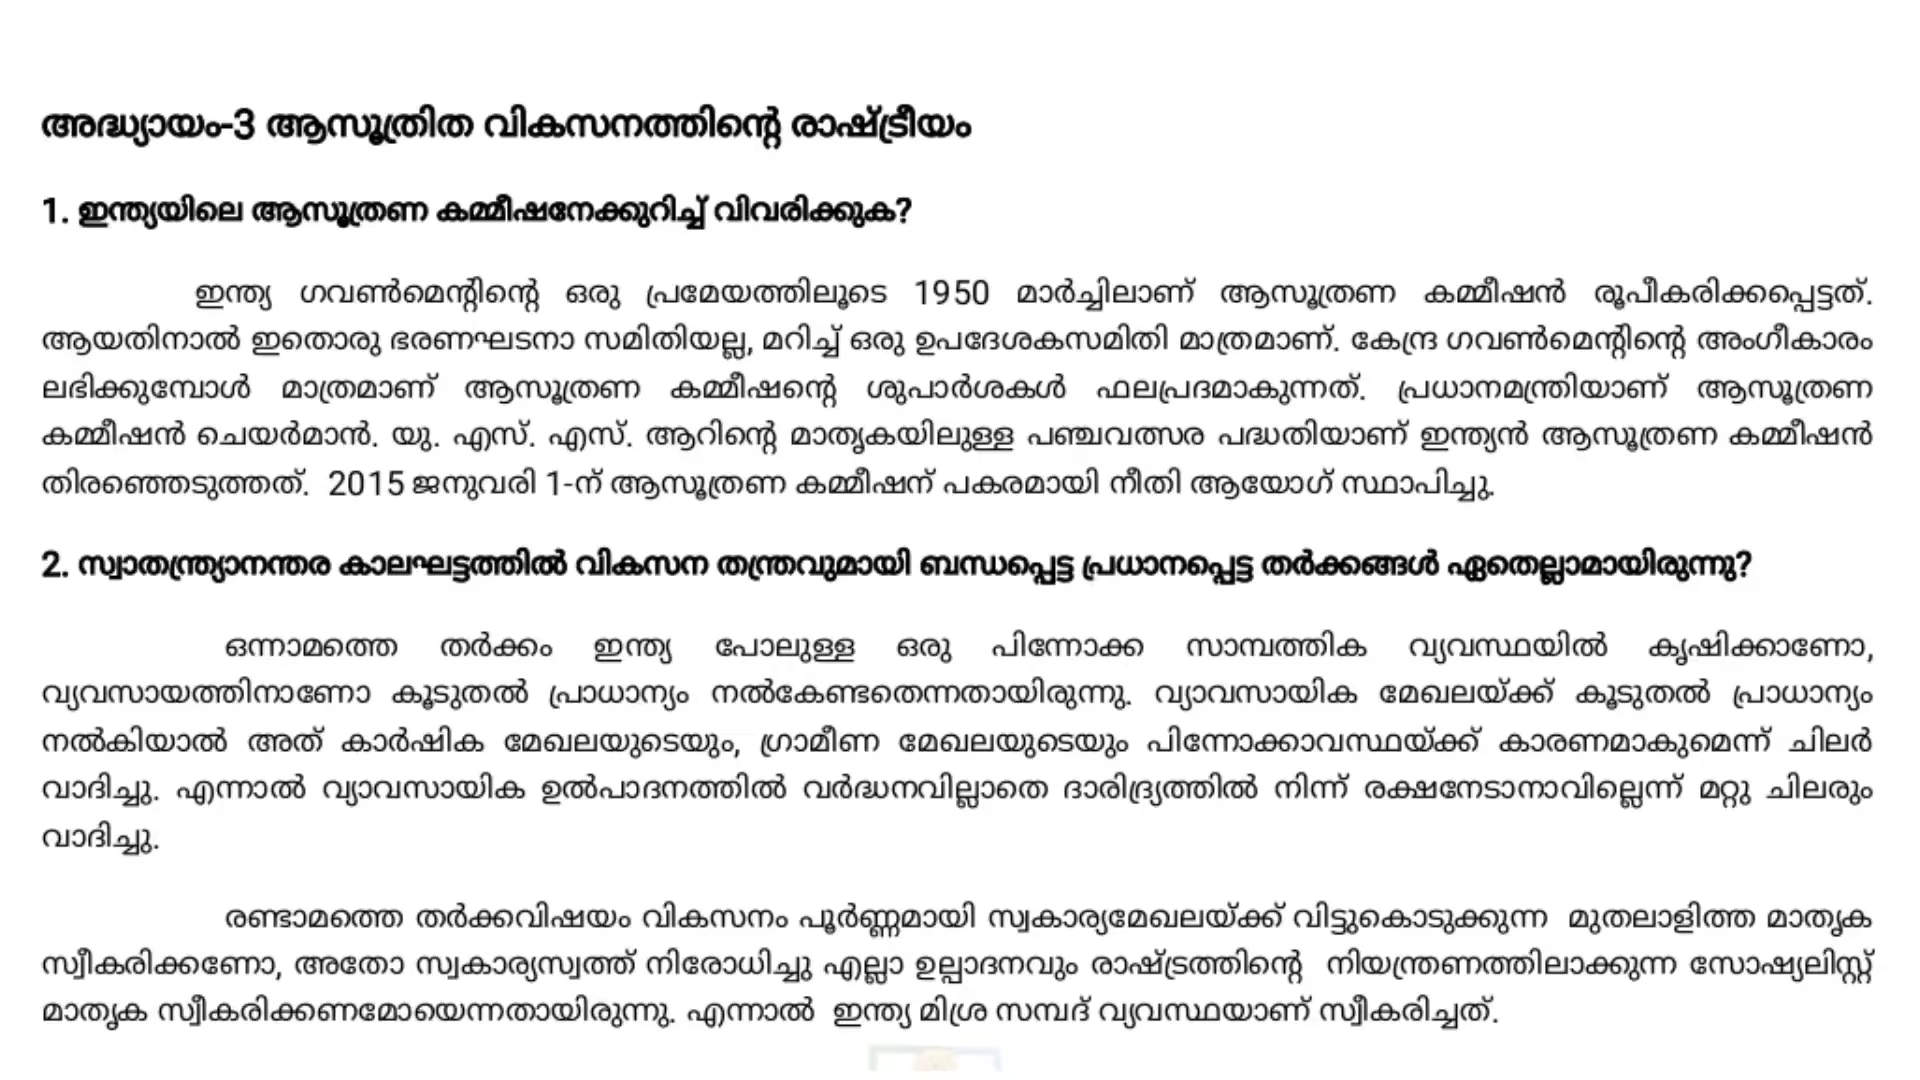 അദ്ധ്യായം-3 ആസൂത്രിത വികസനത്തിന്റെ രാഷ്ട്രീയം
1. ഇന്ത്യയിലെ ആസൂത്രണ കമ്മീഷനേക്കുറിച്ച് വിവരിക്കുക?
ഇന്ത്യ ഗവൺമെന്റിന്റെ ഒരു പ്രമേയത്തിലൂടെ 1950 മാർച്ചിലാണ് ആസൂത്രണ കമ്മീഷൻ രൂപീകരിക്കപ്പെട്ടത്.
ആയതിനാൽ ഇതൊരു ഭരണഘടനാ സമിതിയല്ല, മറിച്ച് ഒരു ഉപദേശകസമിതി മാത്രമാണ്. കേന്ദ്ര ഗവൺമെന്റിന്റെ അംഗീകാരം
ലഭിക്കുമ്പോൾ മാത്രമാണ് ആസൂത്രണ കമ്മീഷന്റെ ശുപാർശകൾ ഫലപ്രദമാകുന്നത്. പ്രധാനമന്ത്രിയാണ് ആസൂത്രണ
കമ്മീഷൻ ചെയർമാൻ. യു. എസ്. എസ്. ആറിന്റെ മാതൃകയിലുള്ള പഞ്ചവത്സര പദ്ധതിയാണ് ഇന്ത്യൻ ആസൂത്രണ കമ്മീഷൻ
തിരഞ്ഞെടുത്തത്. 2015 ജനുവരി 1-ന് ആസൂത്രണ കമ്മീഷന് പകരമായി നീതി ആയോഗ് സ്ഥാപിച്ചു.
2. സ്വാതന്ത്ര്യാനന്തര കാലഘട്ടത്തിൽ വികസന തന്ത്രവുമായി ബന്ധപ്പെട്ട പ്രധാനപ്പെട്ട തർക്കങ്ങൾ ഏതെല്ലാമായിരുന്നു?
ഒന്നാമത്തെ തർക്കം ഇന്ത്യ പോലുള്ള ഒരു പിന്നോക്ക സാമ്പത്തിക വ്യവസ്ഥയിൽ കൃഷിക്കാണോ,
വ്യവസായത്തിനാണോ കൂടുതൽ പ്രാധാന്യം നൽകേണ്ടതെന്നതായിരുന്നു. വ്യാവസായിക മേഖലയ്ക്ക് കൂടുതൽ പ്രാധാന്യം
നൽകിയാൽ അത് കാർഷിക മേഖലയുടെയും, ഗ്രാമീണ മേഖലയുടെയും പിന്നോക്കാവസ്ഥയ്ക്ക് കാരണമാകുമെന്ന് ചിലർ
വാദിച്ചു. എന്നാൽ വ്യാവസായിക ഉൽപാദനത്തിൽ വർദ്ധനവില്ലാതെ ദാരിദ്ര്യത്തിൽ നിന്ന് രക്ഷനേടാനാവില്ലെന്ന് മറ്റു ചിലരും
വാദിച്ചു.
രണ്ടാമത്തെ തർക്കവിഷയം വികസനം പൂർണ്ണമായി സ്വകാര്യമേഖലയ്ക്ക് വിട്ടുകൊടുക്കുന്ന മുതലാളിത്ത മാതൃക
സ്വീകരിക്കണോ, അതോ സ്വകാര്യസ്വത്ത് നിരോധിച്ചു എല്ലാ ഉല്പാദനവും രാഷ്ട്രത്തിന്റെ നിയന്ത്രണത്തിലാക്കുന്ന സോഷ്യലിസ്റ്റ്
മാതൃക സ്വീകരിക്കണമോയെന്നതായിരുന്നു. എന്നാൽ ഇന്ത്യ മിശ്ര സമ്പദ് വ്യവസ്ഥയാണ് സ്വീകരിച്ചത്.